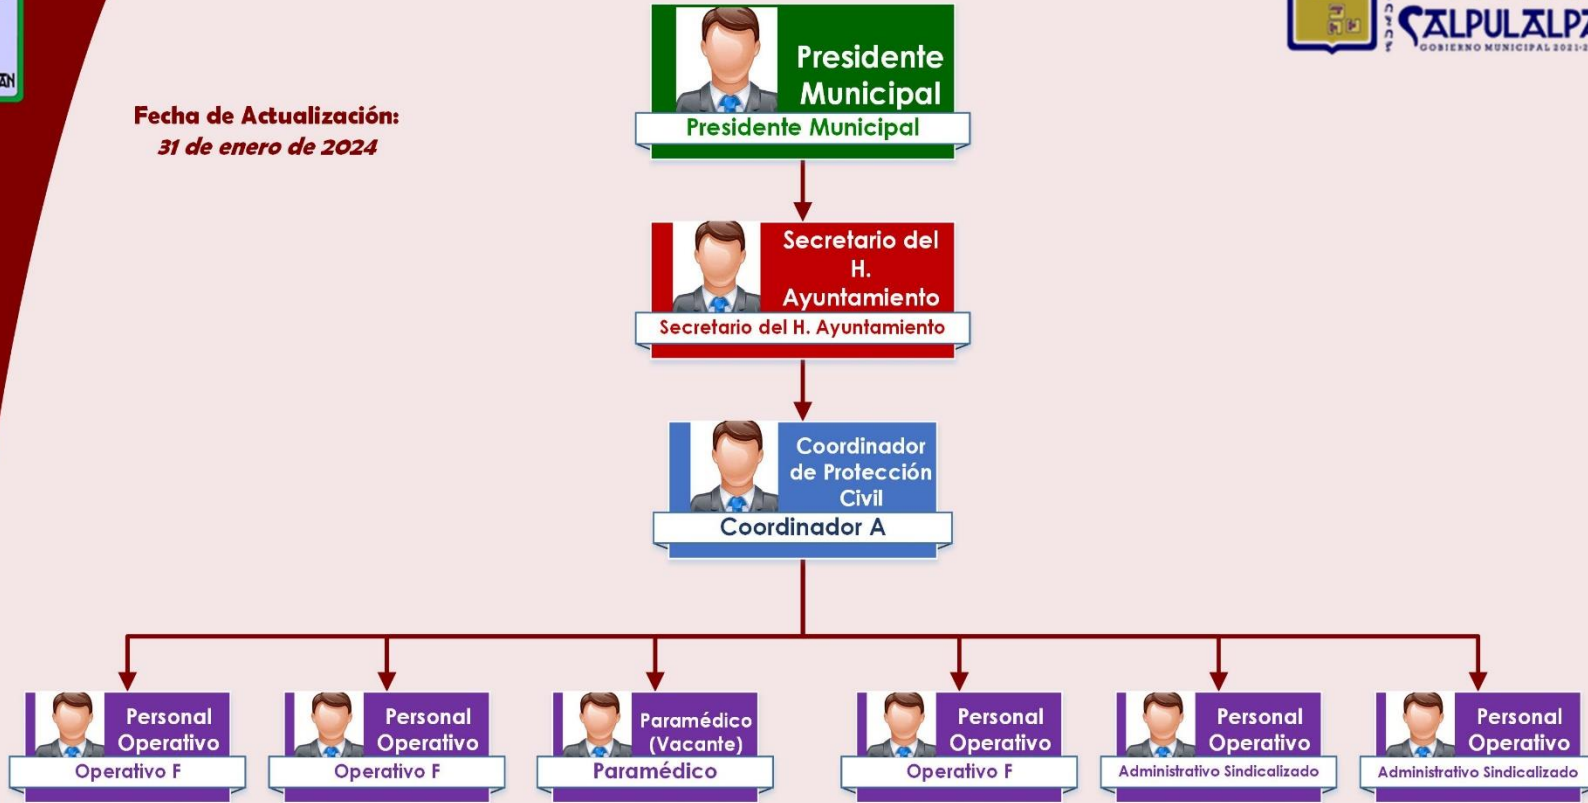 Presidente
Municipal
Presidente Municipal
GOBIERNO MUNICIPAL 2021-2
Fecha de Actualización:
31 de enero de 2024
Secretario del
H.
Ayuntamiento
Secretario del H. Ayuntamiento
Coordinador
de Protección
Civil
Coordinador A
Personal
Operativo
Operativo F
Personal
Operativo
Operativo F
Paramédico
(Vacante)
Paramédico
Personal
Operativo
Operativo F
Personal
Operativo
Administrativo Sindicalizado
Personal
Operativo
Administrativo Sindicalizado